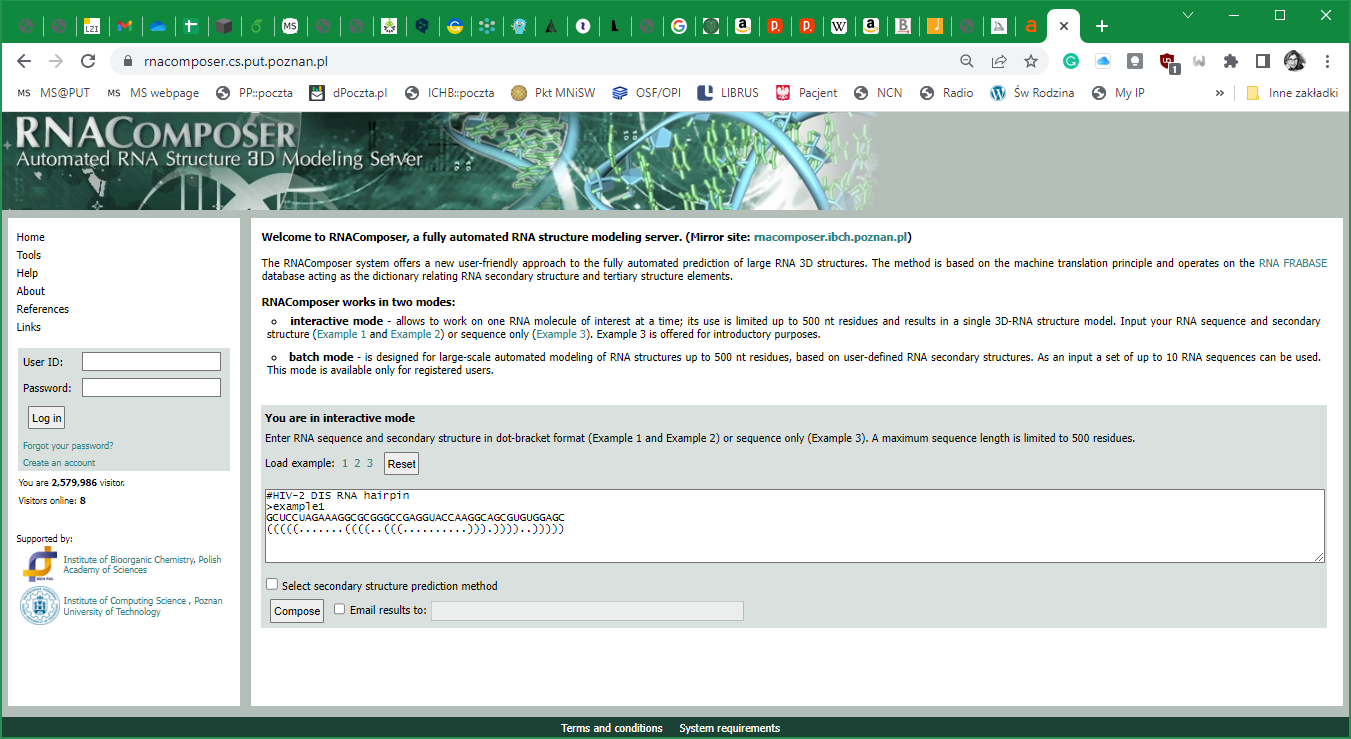 LZI
MS
rnacomposer.cs.put.poznan.pl
1
MS MS@PUT MS MS webpage PP::poczta dPoczta.pl ICHB::poczta Pkt MNiSW OSF/OPI LIBRUS Pacjent NCN Radio Św Rodzina My IP » Inne zakładki
RNAComposer
Automated RNA Structure 3D Modeling Server
Home
Tools
Help
About
References
Links
User ID:
Password:
Log in
Forgot your password?
Create an account
You are 2,579,986 visitor.
Visitors online: 8
Supported by:
Institute of Bioorganic Chemistry, Polish
Academy of Sciences
Institute of Computing Science , Poznan
University of Technology
Welcome to RNAComposer, a fully automated RNA structure modeling server. (Mirror site: rnacomposer.ibch.poznan.pl)
The RNAComposer system offers a new user-friendly approach to the fully automated prediction of large RNA 3D structures. The method is based on the machine translation principle and operates on the RNA FRABASE
database acting as the dictionary relating RNA secondary structure and tertiary structure elements.
RNAComposer works in two modes:
interactive mode - allows to work on one RNA molecule of interest at a time; its use is limited up to 500 nt residues and results in a single 3D-RNA structure model. Input your RNA sequence and secondary
structure (Example 1 and Example 2) or sequence only (Example 3). Example 3 is offered for introductory purposes.
batch mode - is designed for large-scale automated modeling of RNA structures up to 500 nt residues, based on user-defined RNA secondary structures. As an input a set of up to 10 RNA sequences can be used.
This mode is available only for registered users.
You are in interactive mode
Enter RNA sequence and secondary structure in dot-bracket format (Example 1 and Example 2) or sequence only (Example 3). A maximum sequence length is limited to 500 residues.
Load example: 1 2 3 Reset
#HIV-2 DIS RNA hairpin
>example1
GCUCCUAGAAAGGCGCGGGCCGAGGUACCAAGGCAGCGUGUGGAGC
(((((.......((((..(((..........))).))))..)))))
Select secondary structure prediction method
Compose Email results to:
Terms and conditions System requirements